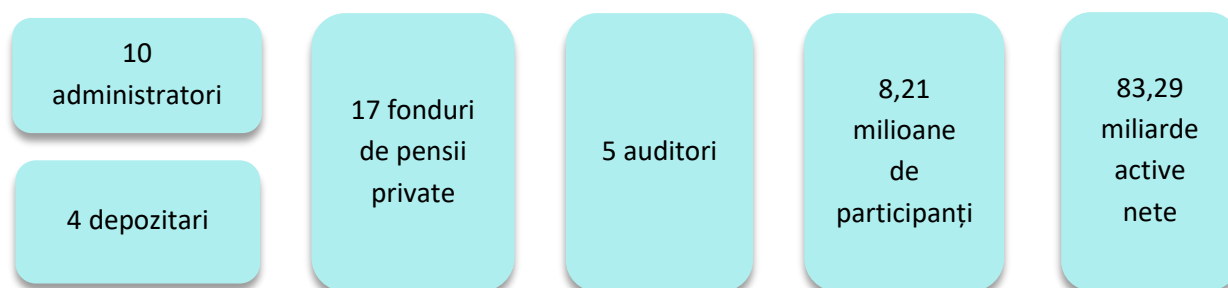 10
administratori
4 depozitari
17 fonduri
de pensii
private
5 auditori
8,21
milioane
de
participanți
83,29
miliarde
active
nete